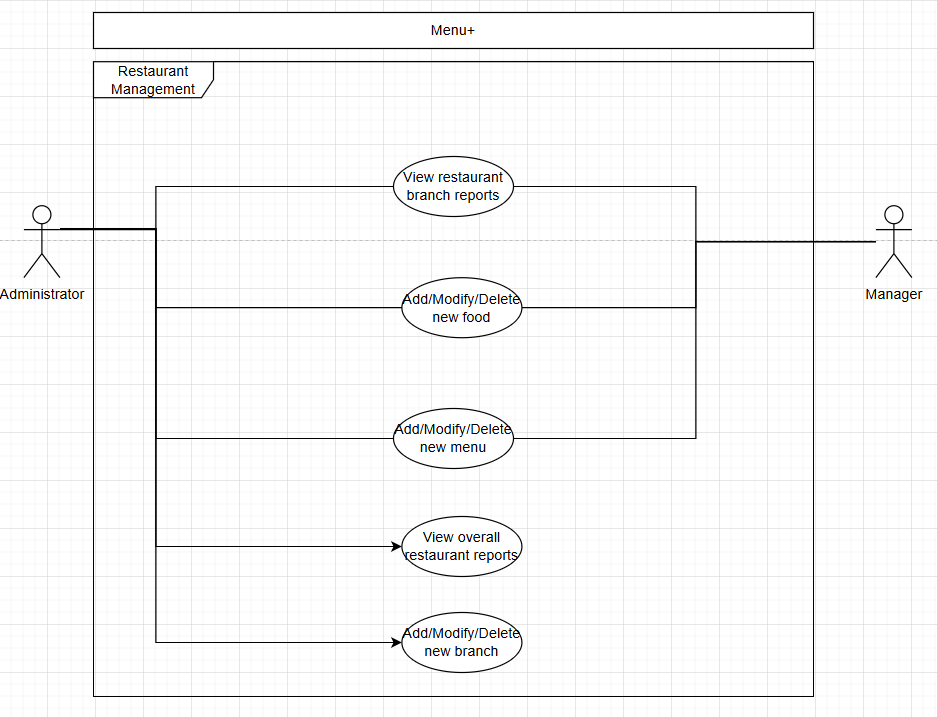 Menu+
Restaurant
Management
View restaurant
branch reports
Administrator
Manager
Add/Modify/Delete
new food
Add/Modify/Delete
new menu
View overall
restaurant reports
Add/Modify/Delete
new branch